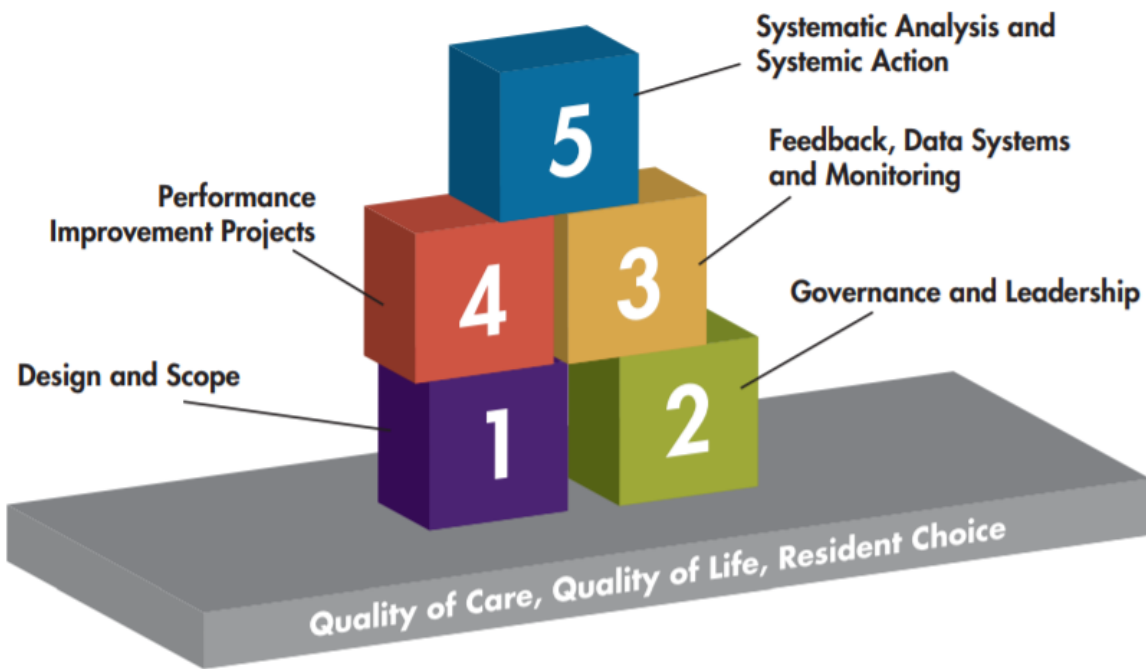 Systematic Analysis and
Systemic Action
5
Feedback, Data Systems
and Monitoring
Performance
Improvement Projects
4
3
Governance and Leadership
Design and Scope
1
2
Quality of Care, Quality of Life, Resident Choice